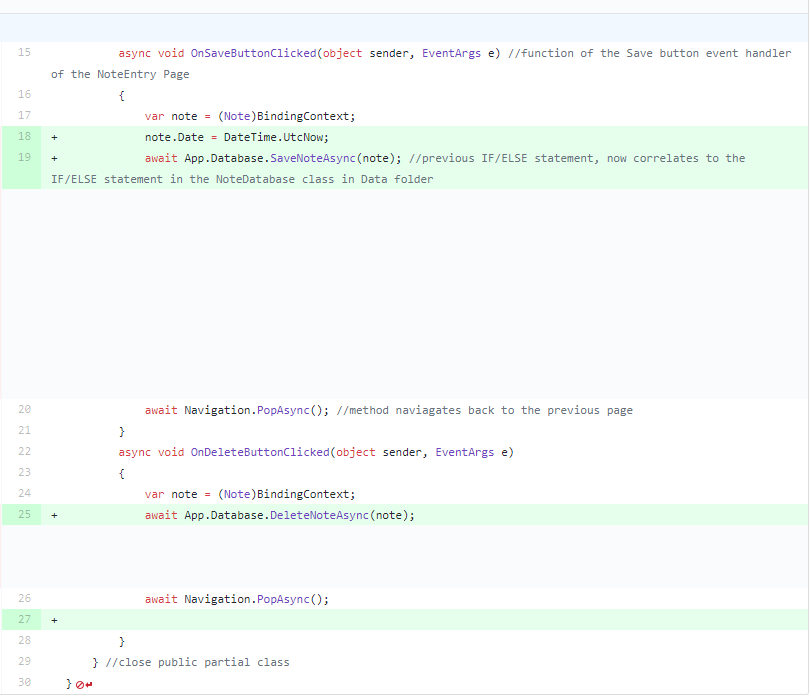 15 async void OnSaveButtonClicked(object sender, EventArgs e) //function of the Save button event handler
of the NoteEntry Page
16 {
17 var note = (Note)BindingContext;
18 + note.Date = DateTime.UtcNow;
19 + await App.Database.SaveNoteAsync(note); //previous IF/ELSE statement, now correlates to the
IF/ELSE statement in the NoteDatabase class in Data folder
20 await Navigation.PopAsync(); //method naviagates back to the previous page
21 }
22 async void OnDeleteButtonClicked(object sender, EventArgs e)
23 {
24 var note = (Note)BindingContext;
25 + await App.Database.DeleteNoteAsync(note);
26 await Navigation.PopAsync();
27 +
28 }
29 } //close public partial class
30 }